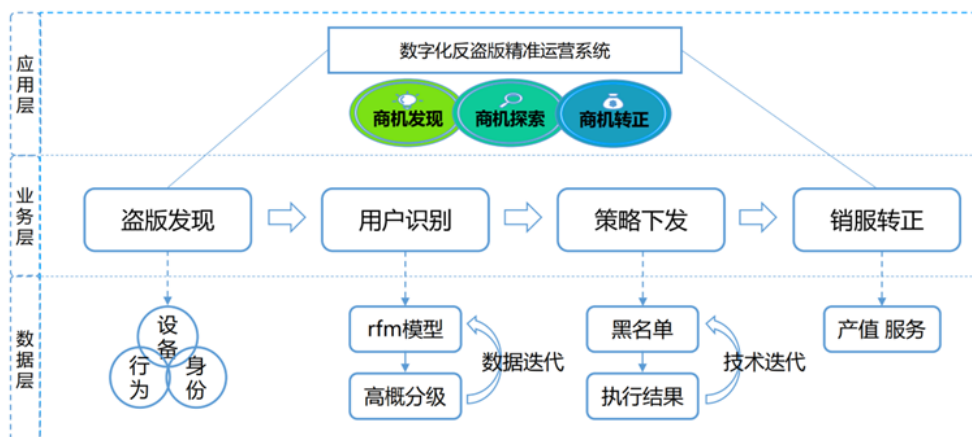 应用层
数字化反盗版精准运营系统
商机发现 商机探索 商机转正
业务层
盗版发现 用户识别 策略下发 销服转正
数据层
设备
行为
身份
rfm模型
高概分级
数据迭代
黑名单
执行结果
技术迭代
产值 服务